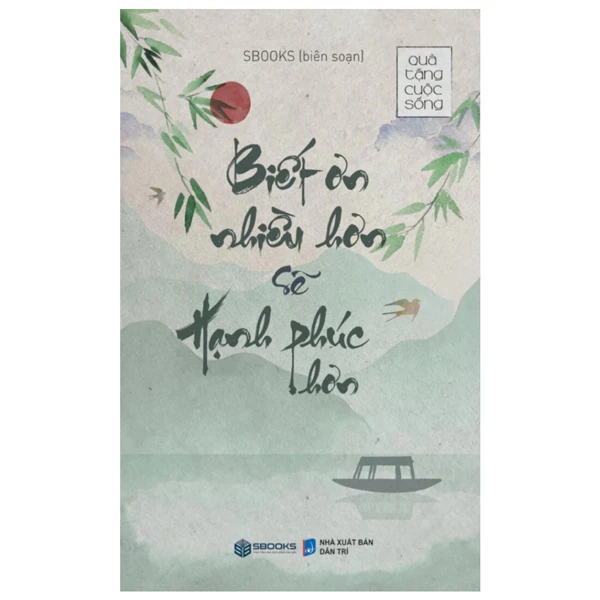 SBOOKS (biên soạn)
Quà
tặng
cuộc
sống
Biết ơn
nhiều hơn
sẽ
Hạnh phúc
hơn
SBOOKS
NHÀ XUẤT BẢN
DÂN TRÍ